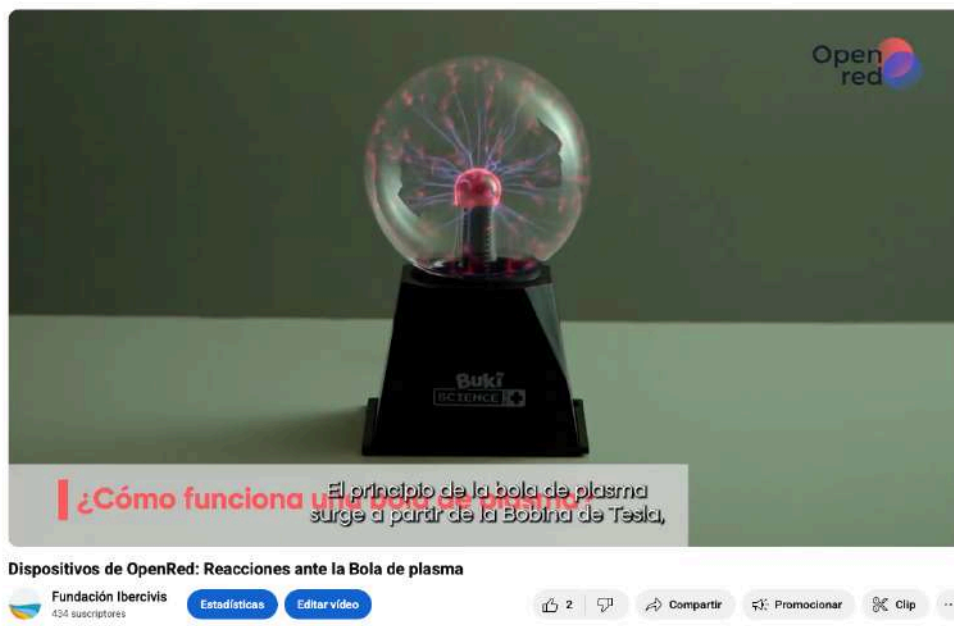 Open
red
Buki
SCIENCE +
¿Cómo funciona una bola de plasma
El principio de la bola de plasma
surge a partir de la Bobina de Tesla,
Dispositivos de OpenRed: Reacciones ante la Bola de plasma
Fundación Ibercivis
434 suscriptores
Estadísticas
Editar vídeo
2
Compartir
Promocionar
Clip